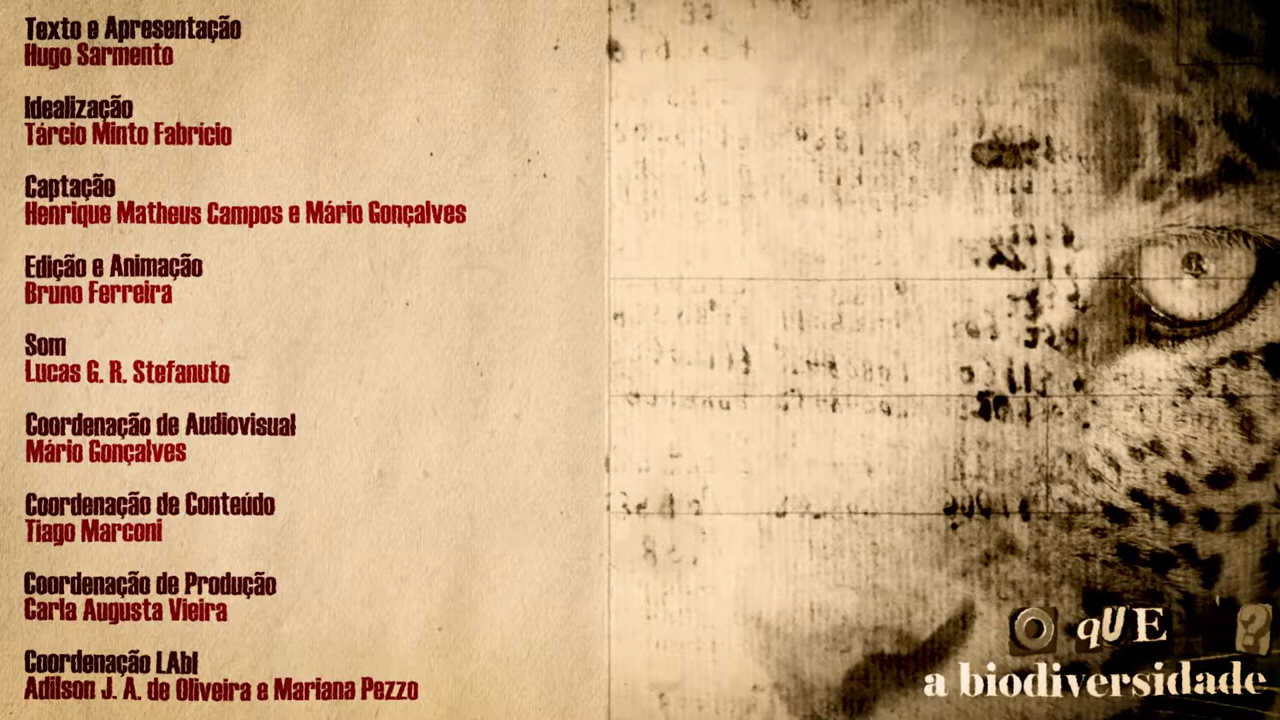 Texto e Apresentação
Hugo Sarmento
Idealização
Tárcio Minto Fabrício
Captação
Henrique Matheus Campos e Mário Gonçalves
Edição e Animação
Bruno Ferreira
Som
Lucas G. R. Stefanuto
Coordenação de Audiovisual
Mário Gonçalves
Coordenação de Conteúdo
Tiago Marconi
Coordenação de Produção
Carla Augusta Vieira
Coordenação LAbI
Adilson J. A. de Oliveira e Mariana Pezzo
O qUE ?
a biodiversidade